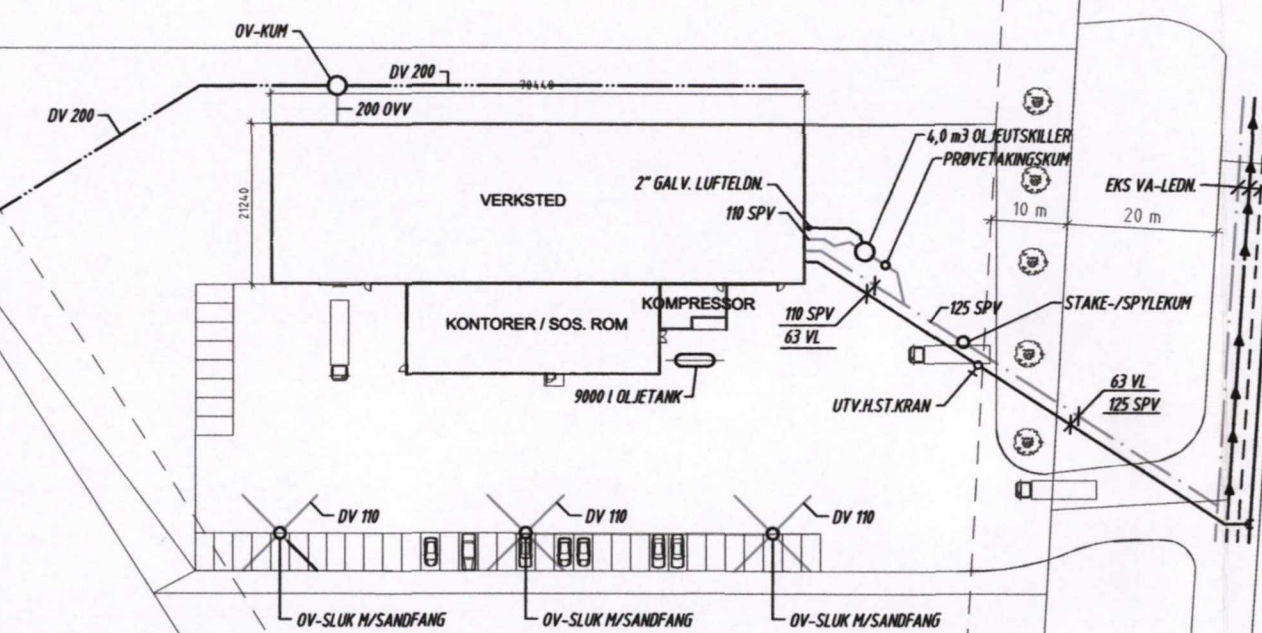 OV-KUM
DV 200
70440
DV 200
200 OVV
4,0 m3 OLJEUTSKILLER
PRØVETAKINGSKUM
2" GALV. LUFTELDN.
EKS VA-LEDN.
VERKSTED
21240
110 SPV
10 m
20 m
KOMPRESSOR
110 SPV
63 VL
125 SPV
STAKE-/SPYLEKUM
KONTORER / SOS. ROM
9000 l OLJETANK
UTV.H.ST.KRAN
63 VL
125 SPV
DV 110
DV 110
DV 110
OV-SLUK M/SANDFANG
OV-SLUK M/SANDFANG
OV-SLUK M/SANDFANG